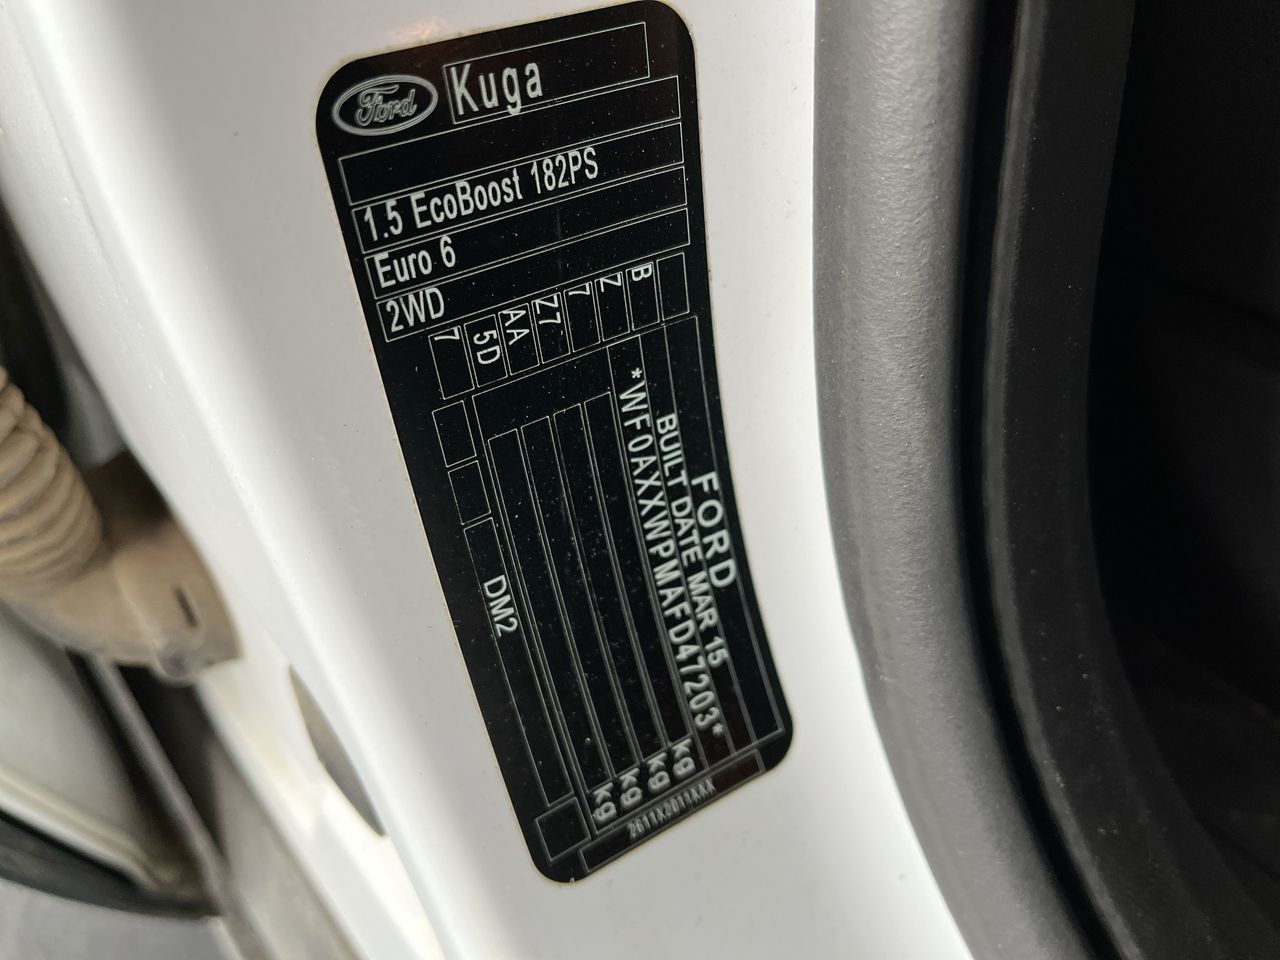 Ford
Kuga
1.5 EcoBoost 182PS
Euro 6
2WD
B
Z
7
Z7
AA
5D
7
FORD
BUILT DATE MAR 15
*WF0AXXWPMAFD47203*
kg
kg
kg
kg
DM2
2611X2011XXX